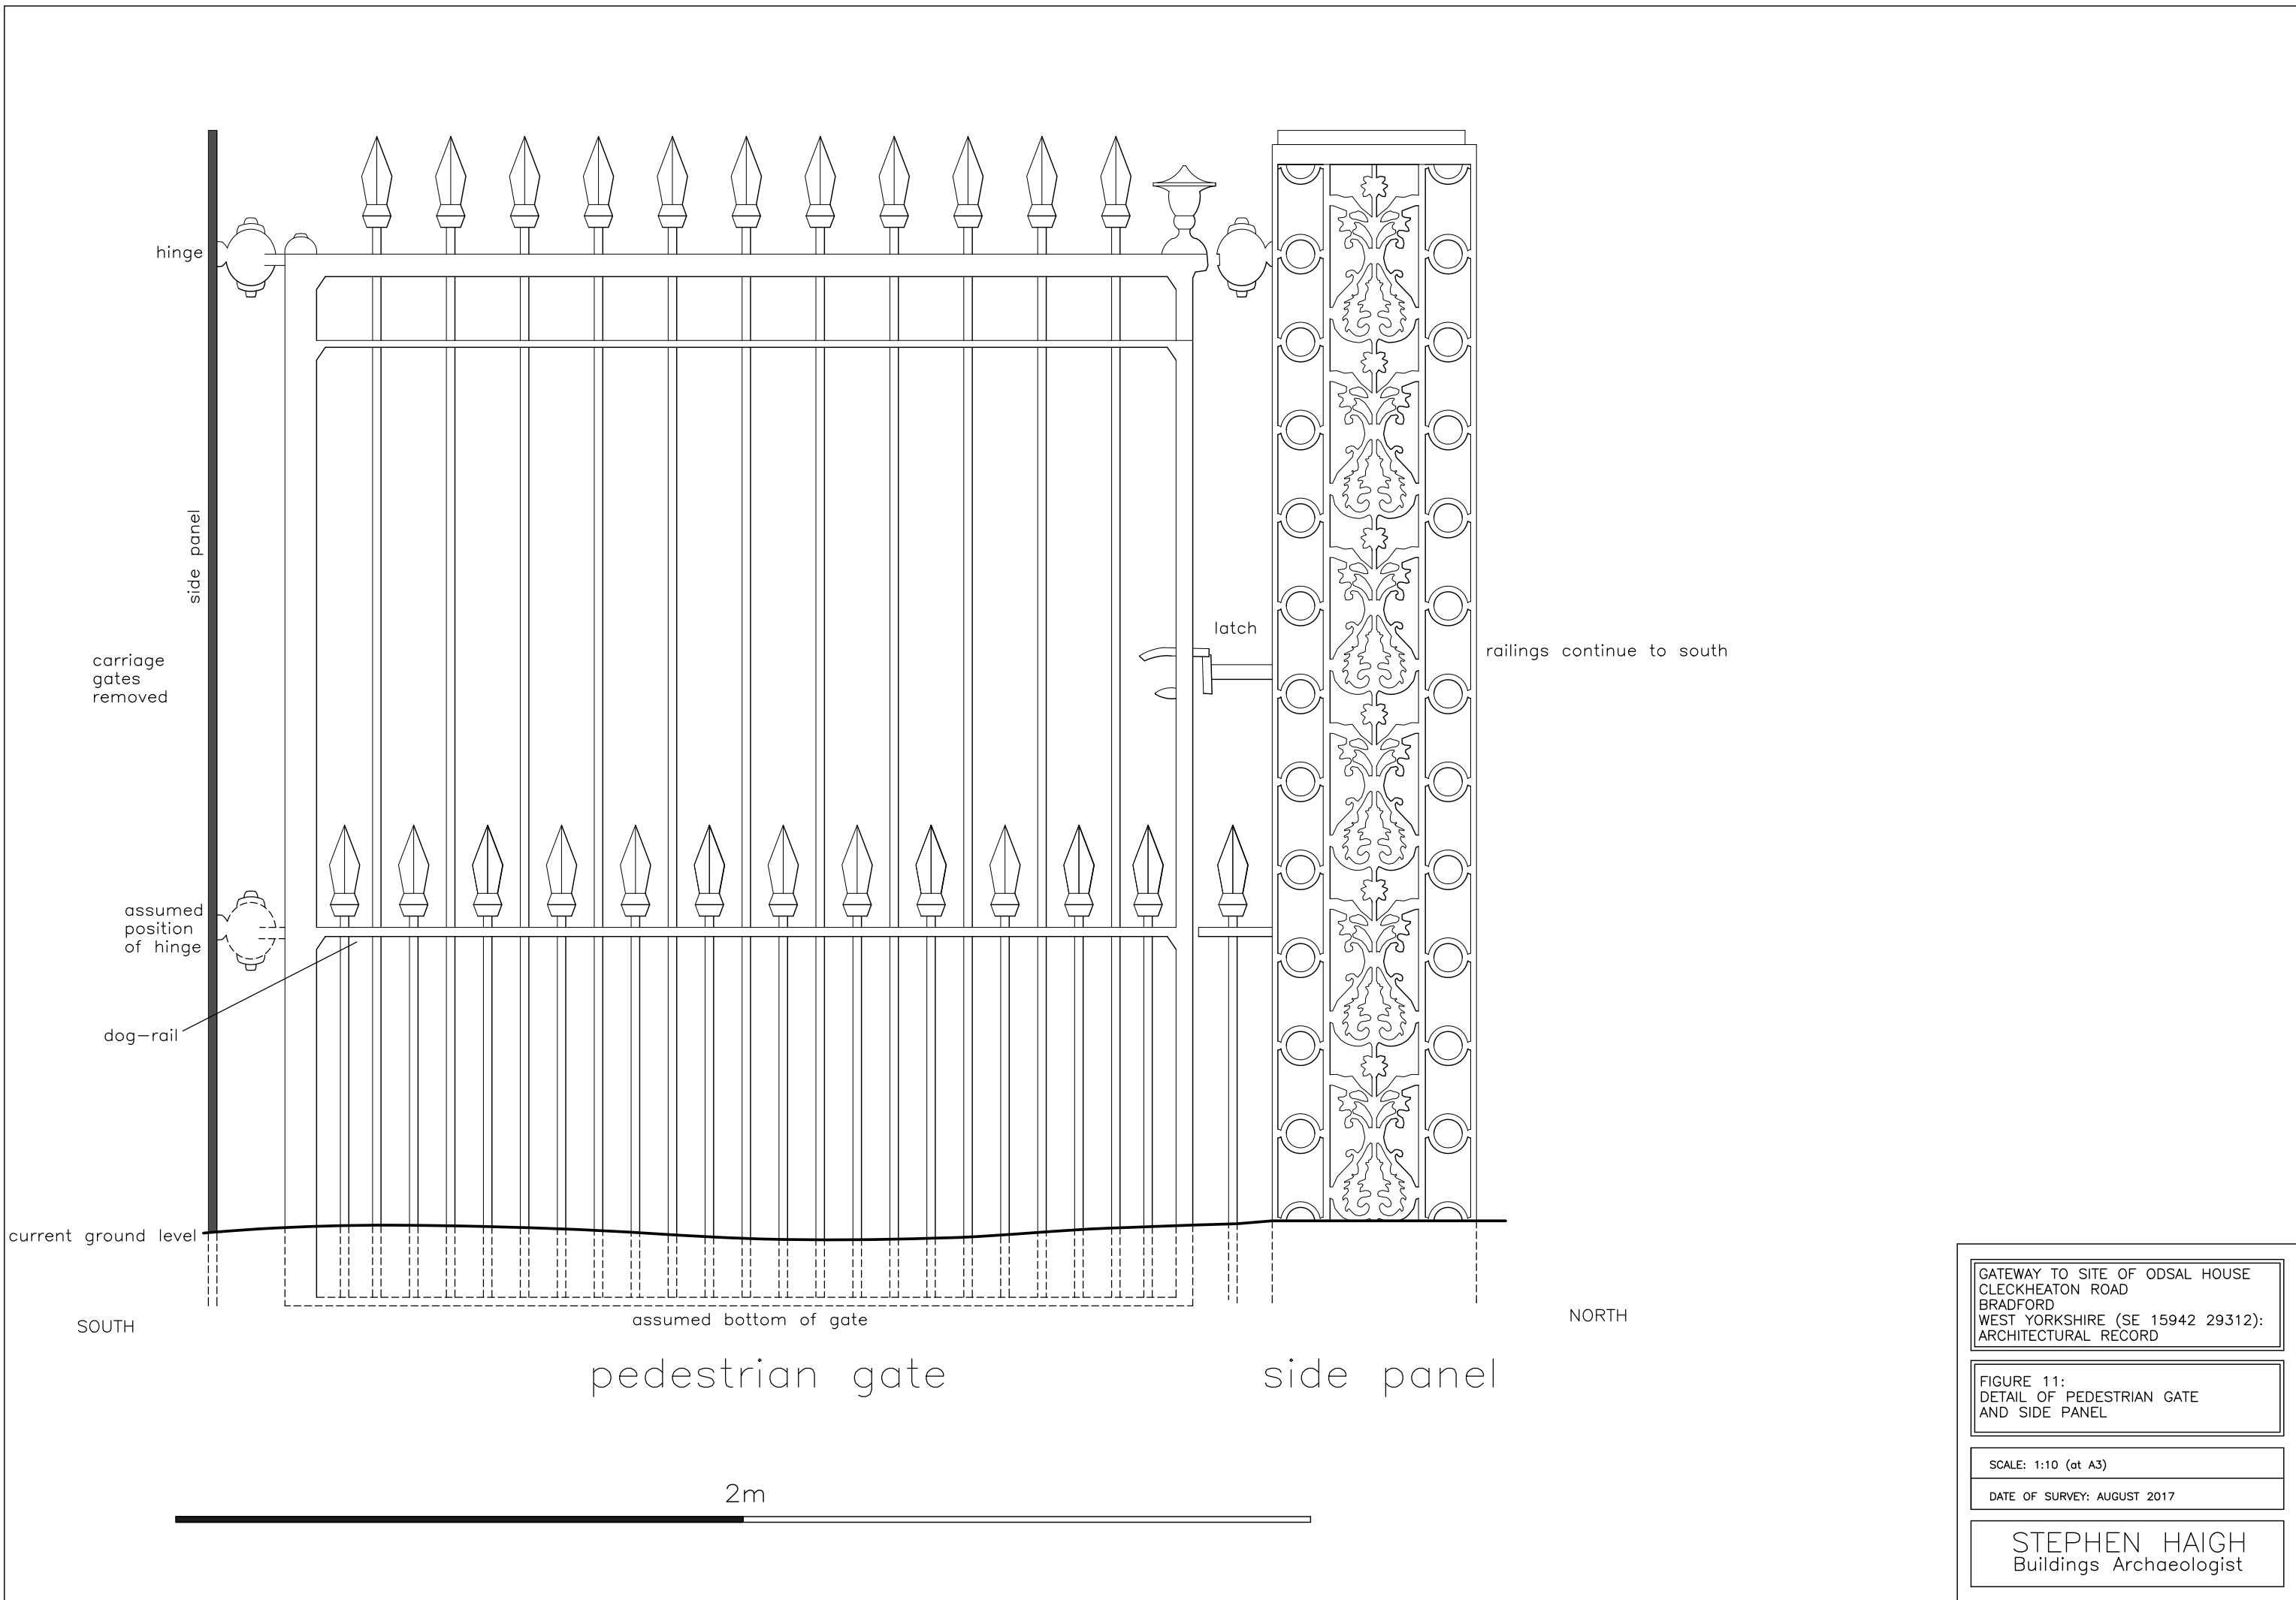 hinge
side panel
latch
carriage
gates
removed
railings continue to south
assumed
position
of hinge
dog-rail
current ground level
SOUTH
assumed bottom of gate
NORTH
pedestrian gate
side panel
2m
GATEWAY TO SITE OF ODSAL HOUSE
CLECKHEATON ROAD
BRADFORD
WEST YORKSHIRE (SE 15942 29312):
ARCHITECTURAL RECORD
FIGURE 11:
DETAIL OF PEDESTRIAN GATE
AND SIDE PANEL
SCALE: 1:10 (at A3)
DATE OF SURVEY: AUGUST 2017
STEPHEN HAIGH
Buildings Archaeologist